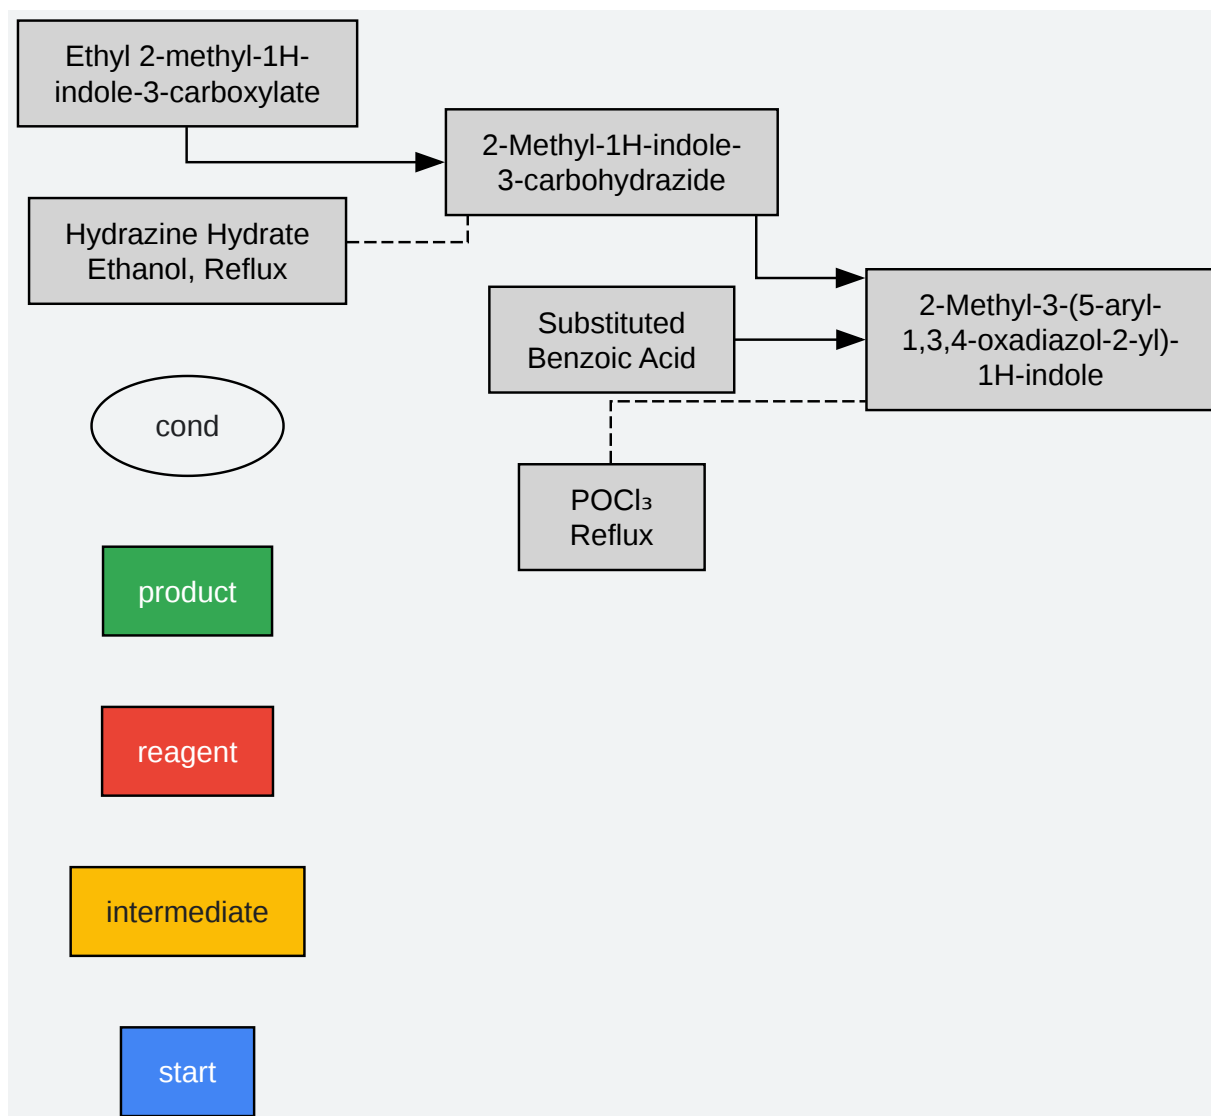 Ethyl 2-methyl-1H-
indole-3-carboxylate
2-Methyl-1H-indole-
3-carbohydrazide
Hydrazine Hydrate
Ethanol, Reflux
Substituted
Benzoic Acid
2-Methyl-3-(5-aryl-
1,3,4-oxadiazol-2-yl)-
1H-indole
cond
POCl₃
Reflux
product
reagent
intermediate
start